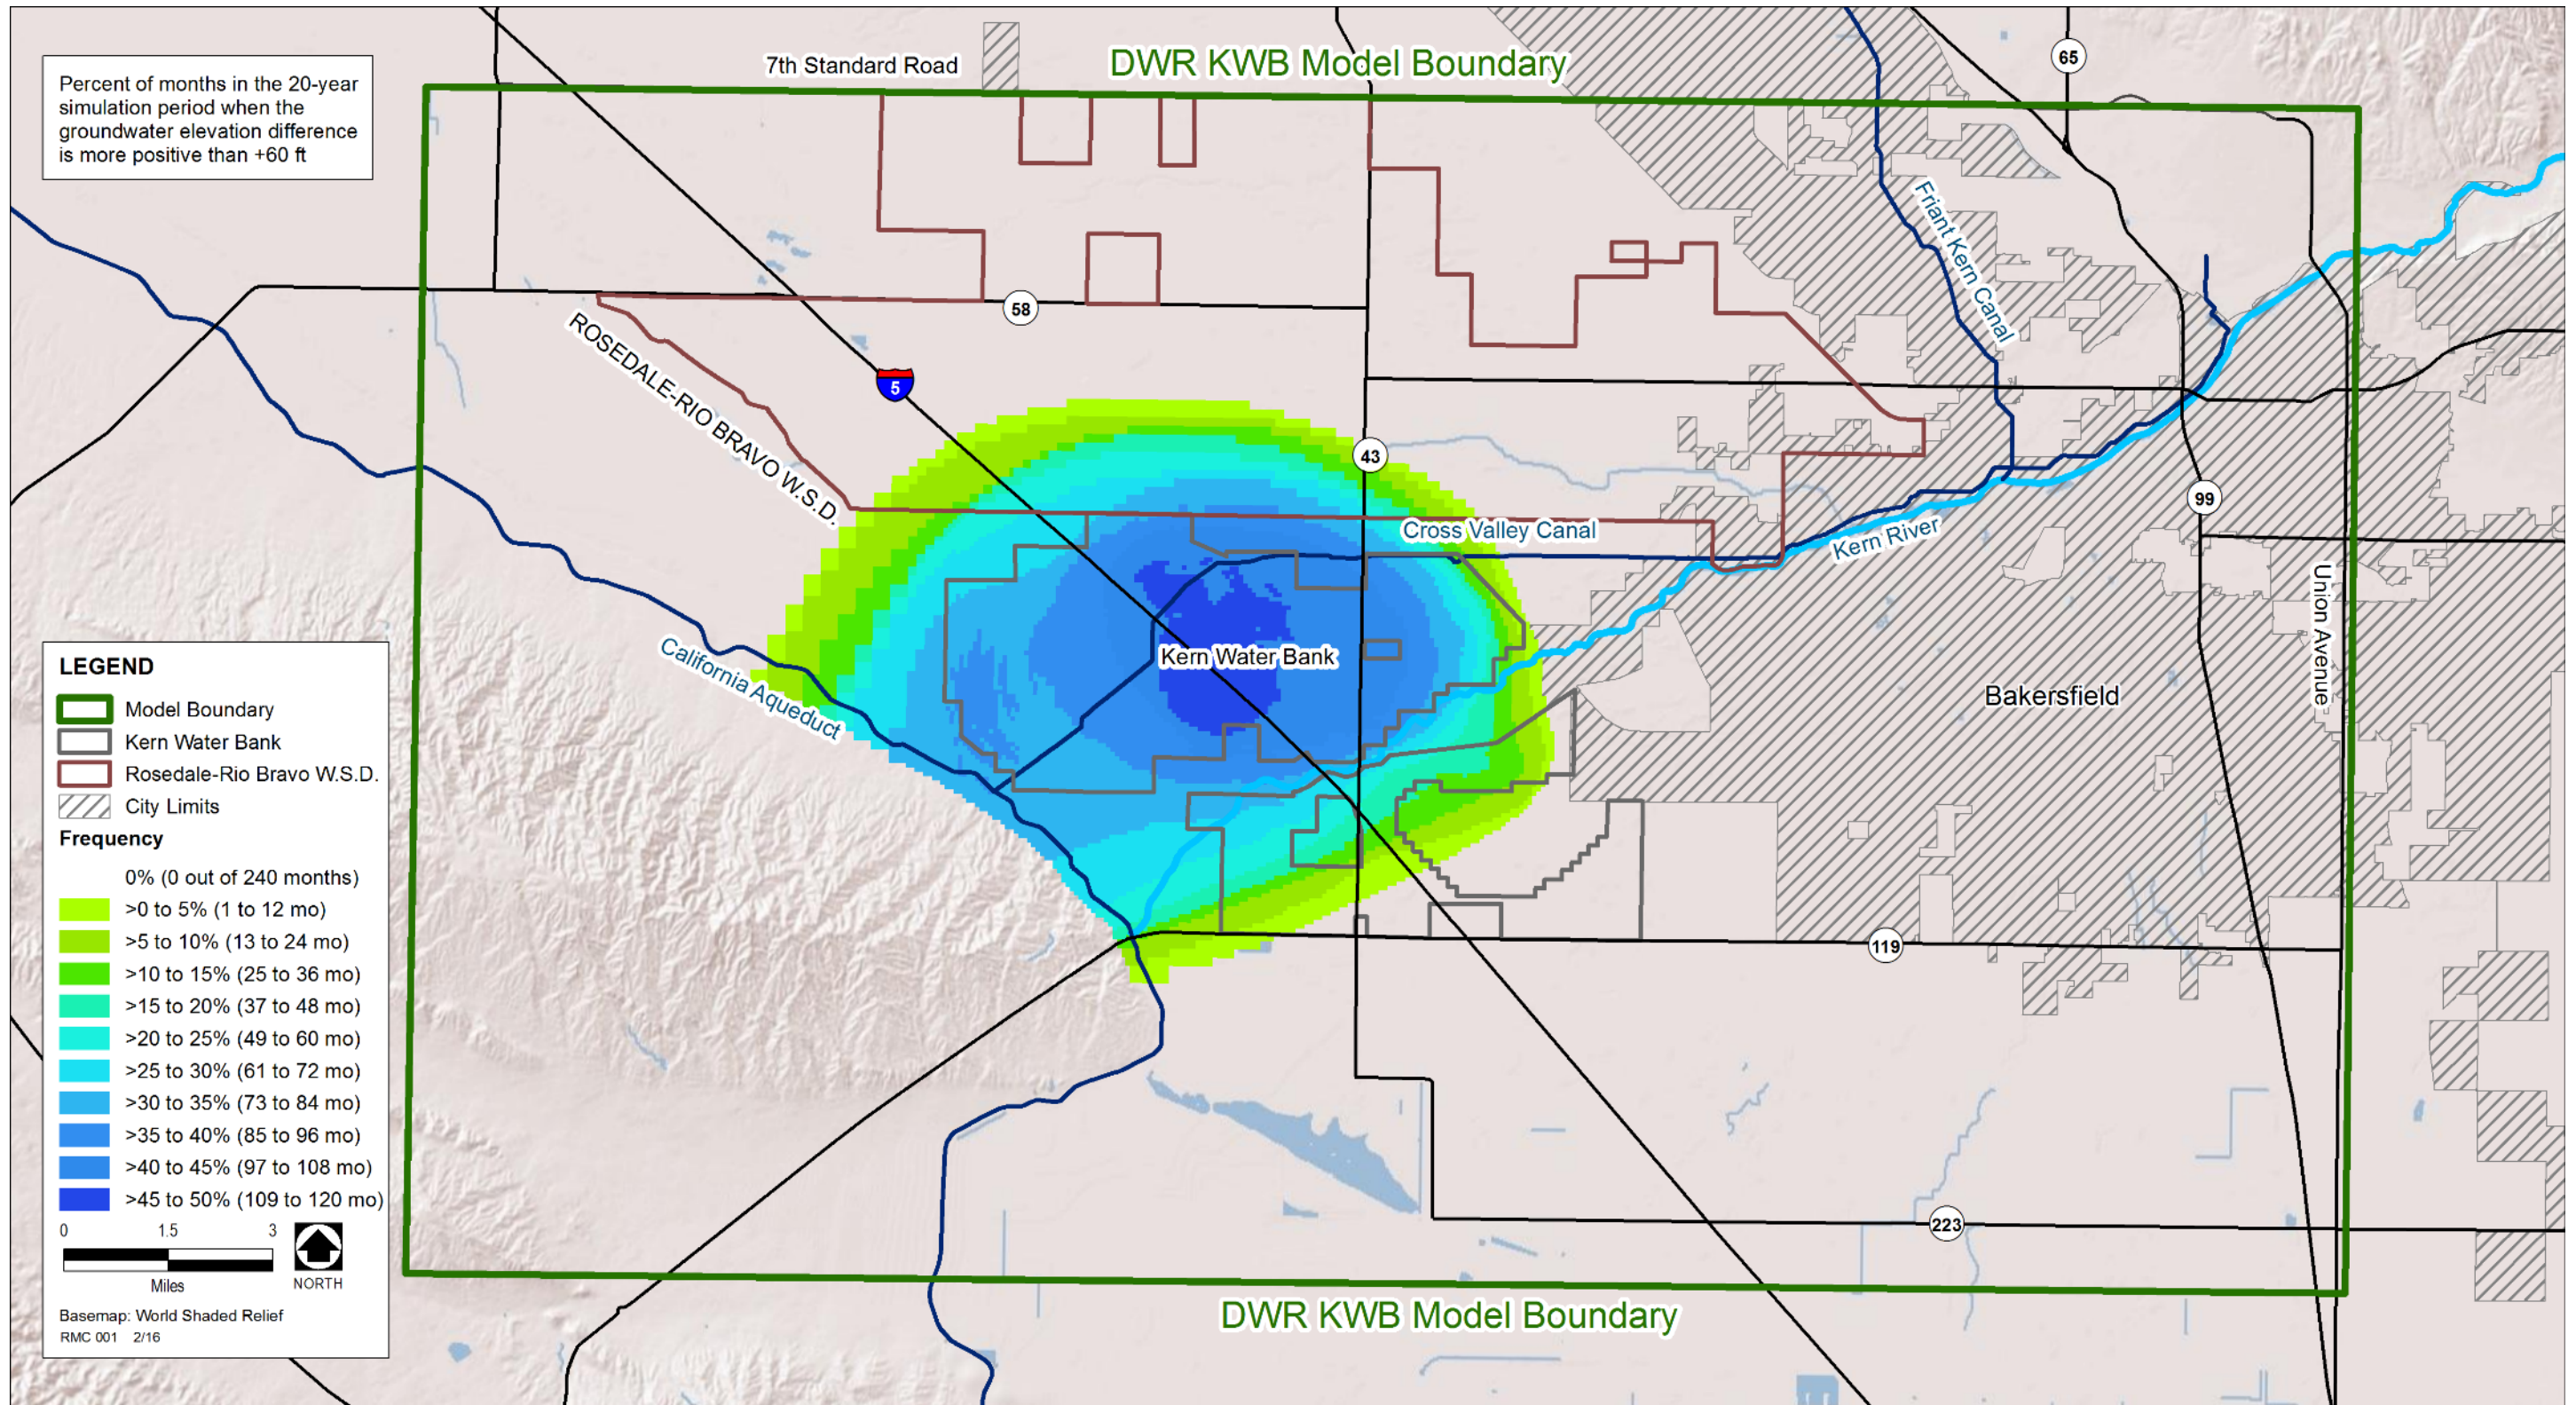 Percent of months in the 20-year
simulation period when the
groundwater elevation difference
is more positive than +60 ft
7th Standard Road
DWR KWB Model Boundary
65
Friant Kern Canal
58
ROSEDALE-RIO BRAVO W.S.D.
5
43
99
Cross Valley Canal
Kern River
Union Avenue
California Aqueduct
Kern Water Bank
Bakersfield
119
223
DWR KWB Model Boundary
LEGEND
Model Boundary
Kern Water Bank
Rosedale-Rio Bravo W.S.D.
City Limits
Frequency
0% (0 out of 240 months)
>0 to 5% (1 to 12 mo)
>5 to 10% (13 to 24 mo)
>10 to 15% (25 to 36 mo)
>15 to 20% (37 to 48 mo)
>20 to 25% (49 to 60 mo)
>25 to 30% (61 to 72 mo)
>30 to 35% (73 to 84 mo)
>35 to 40% (85 to 96 mo)
>40 to 45% (97 to 108 mo)
>45 to 50% (109 to 120 mo)
0 1.5 3
Miles
NORTH
Basemap: World Shaded Relief
RMC 001 2/16